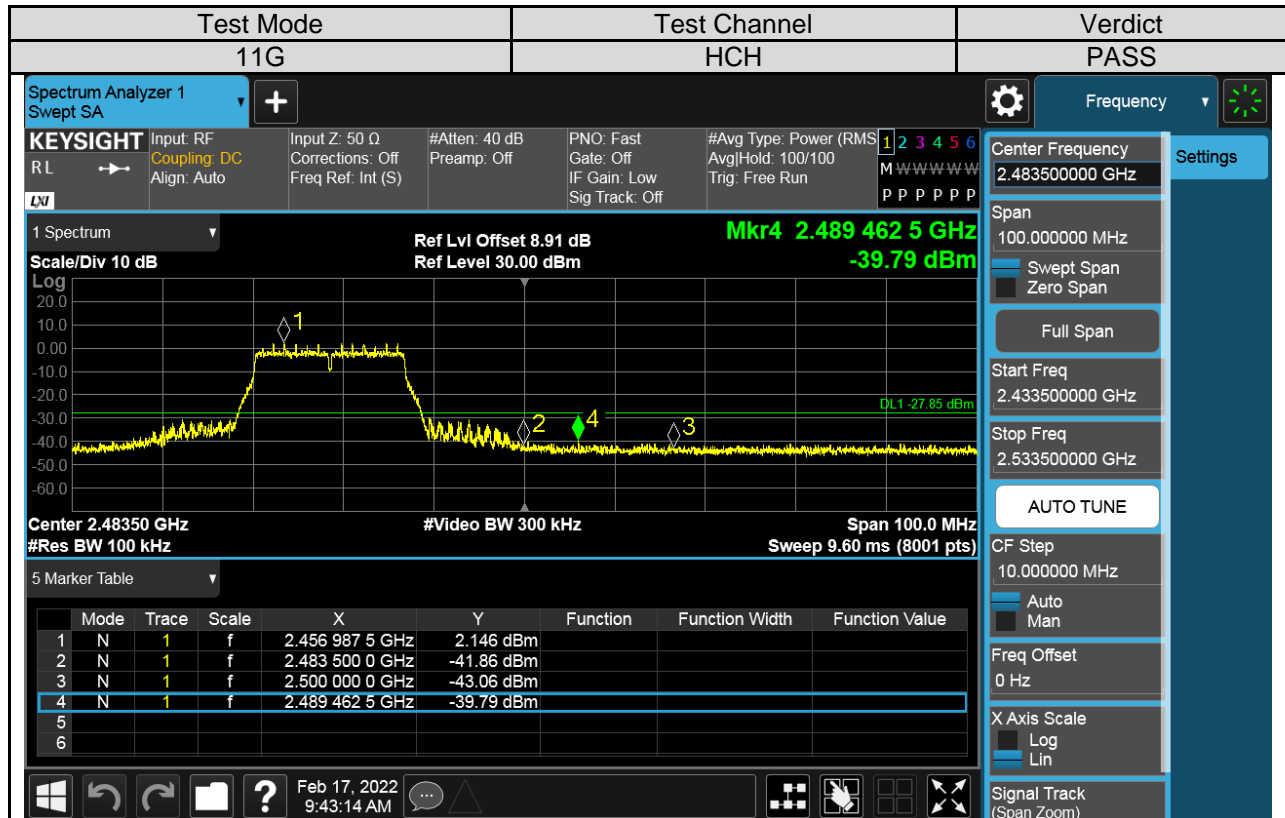 Test Mode Test Channel Verdict
11G HCH PASS
Spectrum Analyzer 1
Swept SA
+
Frequency
KEYSIGHT
RL
LXI
Input: RF
Coupling: DC
Align: Auto
Input Z: 50 Ω
Corrections: Off
Freq Ref: Int (S)
#Atten: 40 dB
Preamp: Off
PNO: Fast
Gate: Off
IF Gain: Low
Sig Track: Off
#Avg Type: Power (RMS
Avg|Hold: 100/100
Trig: Free Run
1 2 3 4 5 6
M W W W W W
P P P P P P
1 Spectrum
Scale/Div 10 dB
Ref Lvl Offset 8.91 dB
Ref Level 30.00 dBm
Mkr4 2.489 462 5 GHz
-39.79 dBm
Log
20.0
10.0
0.00
-10.0
-20.0
-30.0
-40.0
-50.0
-60.0
1
2
4
3
DL1 -27.85 dBm
Center 2.48350 GHz #Video BW 300 kHz Span 100.0 MHz
#Res BW 100 kHz Sweep 9.60 ms (8001 pts)
5 Marker Table
Mode Trace Scale X Y Function Function Width Function Value
1 N 1 f 2.456 987 5 GHz 2.146 dBm
2 N 1 f 2.483 500 0 GHz -41.86 dBm
3 N 1 f 2.500 000 0 GHz -43.06 dBm
4 N 1 f 2.489 462 5 GHz -39.79 dBm
5
6
Feb 17, 2022
9:43:14 AM
?
Center Frequency
2.483500000 GHz
Settings
Span
100.000000 MHz
Swept Span
Zero Span
Full Span
Start Freq
2.433500000 GHz
Stop Freq
2.533500000 GHz
AUTO TUNE
CF Step
10.000000 MHz
Auto
Man
Freq Offset
0 Hz
X Axis Scale
Log
Lin
Signal Track
(Span Zoom)